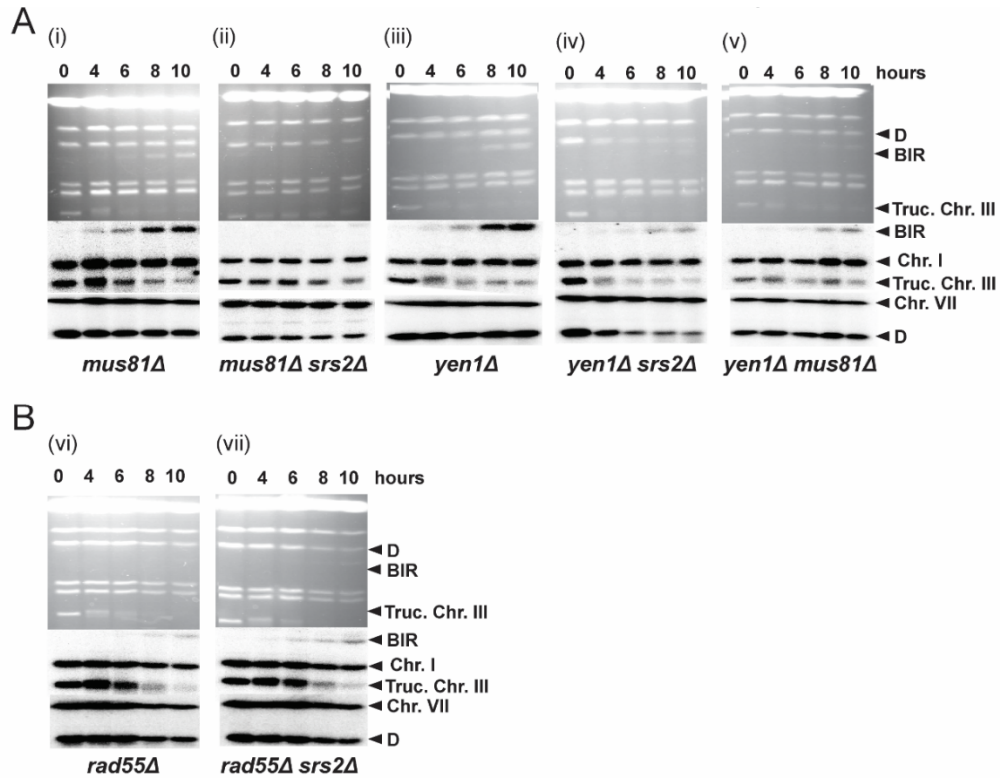 A
(i) (ii) (iii) (iv) (v)
0 4 6 8 10 0 4 6 8 10 0 4 6 8 10 0 4 6 8 10 0 4 6 8 10 hours
D
BIR
Truc. Chr. III
BIR
Chr. I
Truc. Chr. III
Chr. VII
D
mus81Δ mus81Δ srs2Δ yen1Δ yen1Δ srs2Δ yen1Δ mus81Δ
B
(vi) (vii)
0 4 6 8 10 0 4 6 8 10 hours
D
BIR
Truc. Chr. III
BIR
Chr. I
Truc. Chr. III
Chr. VII
D
rad55Δ rad55Δ srs2Δ